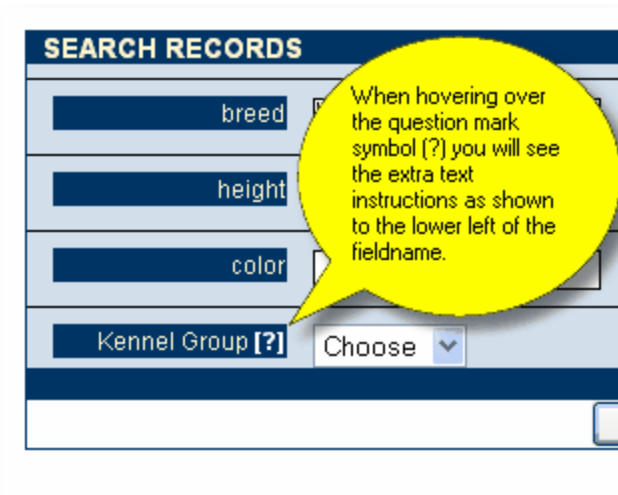 SEARCH RECORDS
breed
When hovering over
the question mark
symbol (?) you will see
the extra text
instructions as shown
to the lower left of the
fieldname.
height
color
Kennel Group [?]
Choose